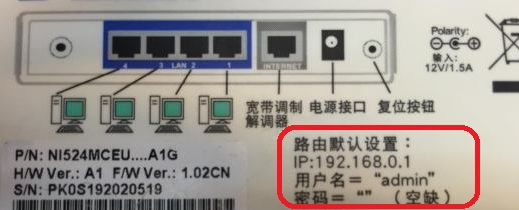 Polarity:
输入:
12V/1.5A
4 3 LAN 2 1 INTERNET
宽带调制
解调器
电源接口
复位按钮
P/N: NI524MCEU....A1G
H/W Ver.: A1 F/W Ver.: 1.02CN
S/N: PK0S192020519
路由默认设置：
IP:192.168.0.1
用户名＝ “admin”
密码＝ “” （空缺）